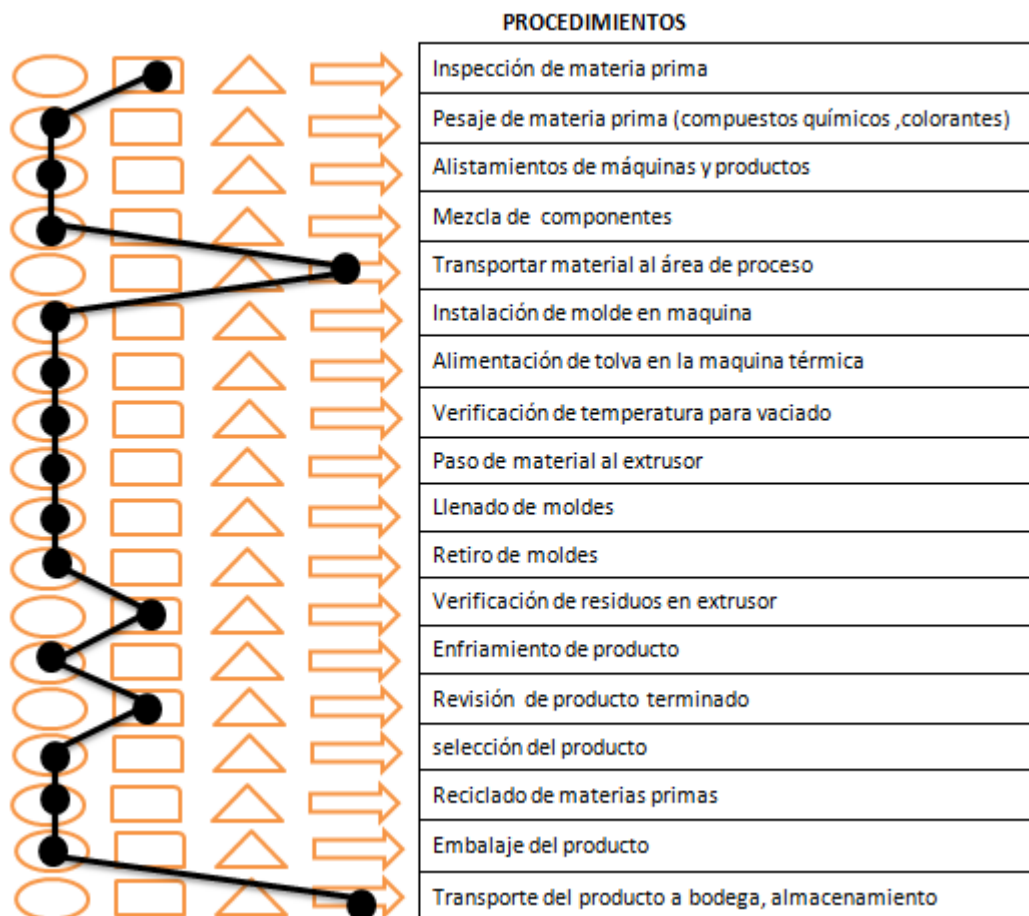 PROCEDIMIENTOS
Inspección de materia prima
Pesaje de materia prima (compuestos químicos ,colorantes)
Alistamientos de máquinas y productos
Mezcla de componentes
Transportar material al área de proceso
Instalación de molde en maquina
Alimentación de tolva en la maquina térmica
Verificación de temperatura para vaciado
Paso de material al extrusor
Llenado de moldes
Retiro de moldes
Verificación de residuos en extrusor
Enfriamiento de producto
Revisión de producto terminado
selección del producto
Reciclado de materias primas
Embalaje del producto
Transporte del producto a bodega, almacenamiento